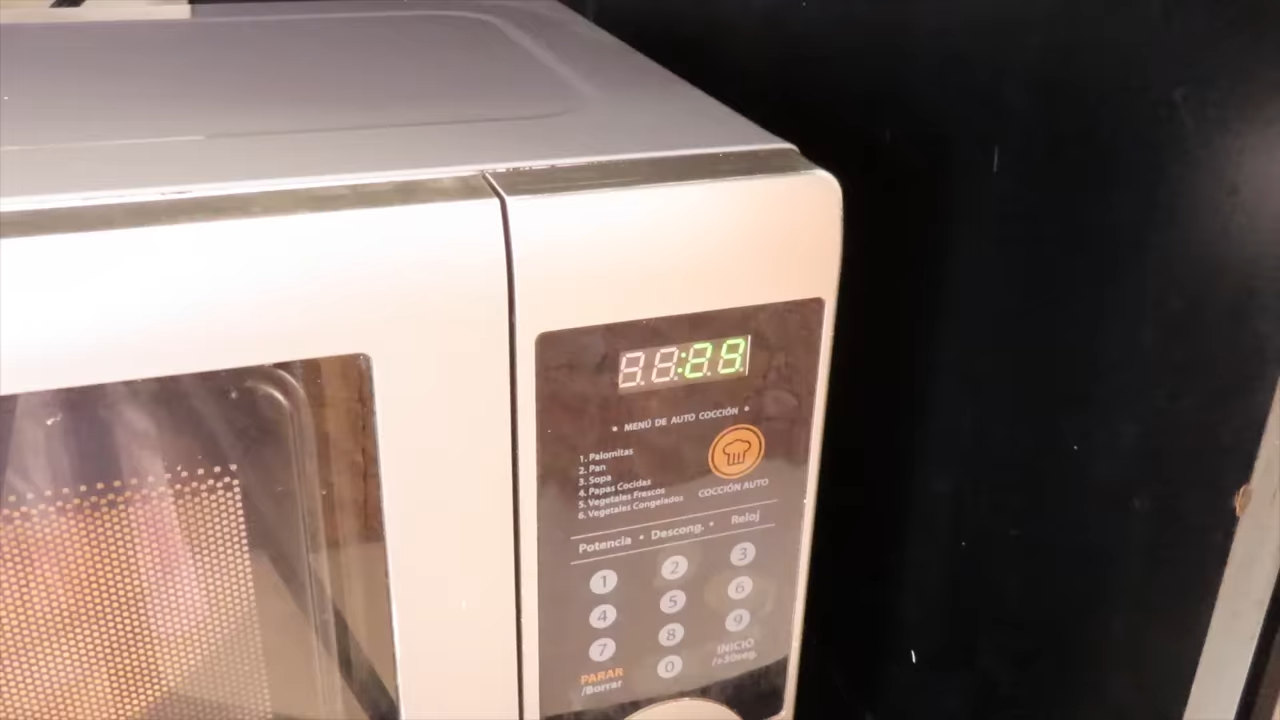 • MENÚ DE AUTO COCCIÓN •
1. Palomitas
2. Pan
3. Sopa
4. Papas Cocidas
5. Vegetales Frescos
6. Vegetales Congelados
COCCIÓN AUTO
Potencia • Descong. • Reloj
1 2 3
4 5 6
7 8 9
PARAR
/Borrar
0
INICIO
/+30seg.